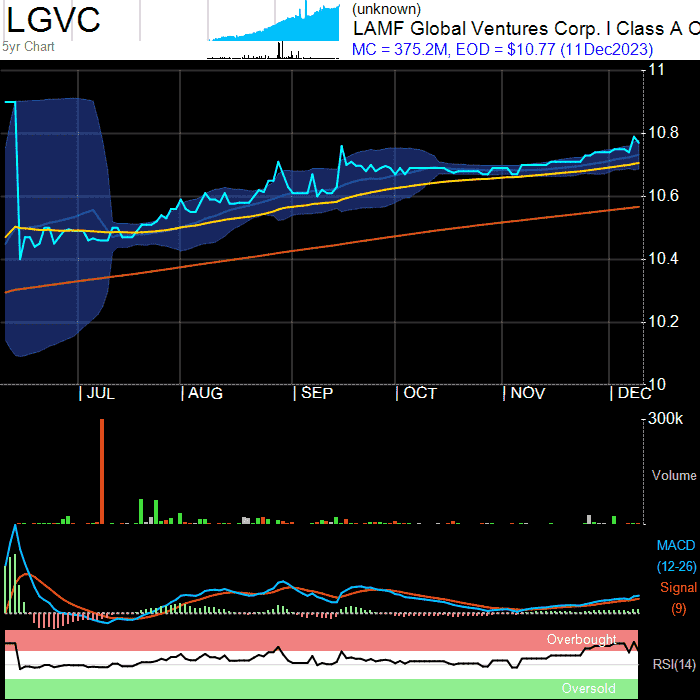 LGVC
5yr Chart
(unknown)
LAMF Global Ventures Corp. I Class A
MC = 375.2M, EOD = $10.77 (11Dec2023)
11
10.8
10.6
10.4
10.2
10
JUL
AUG
SEP
OCT
NOV
DEC
300k
Volume
MACD
(12-26)
Signal
(9)
Overbought
RSI(14)
Oversold